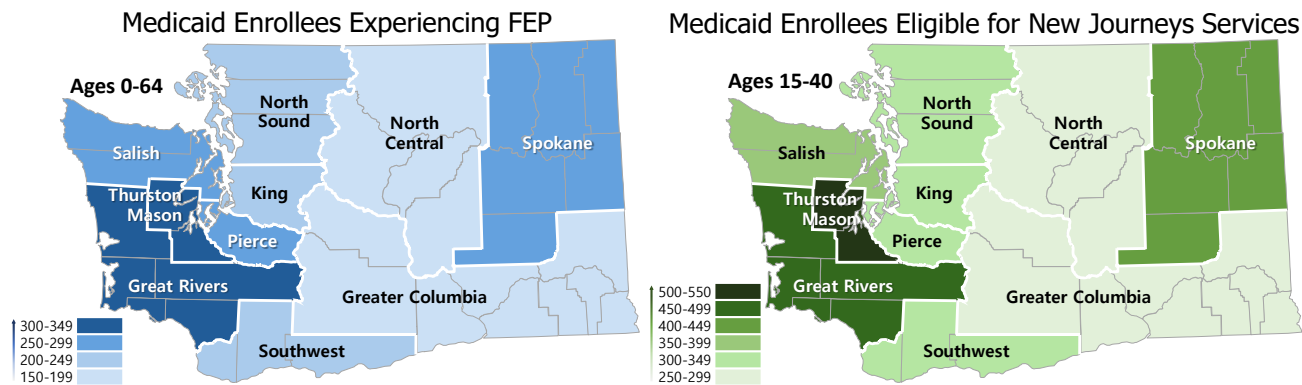 Medicaid Enrollees Experiencing FEP
Ages 0-64
North
Sound
North
Central
Spokane
Salish
King
Thurston
Mason
Pierce
Great Rivers
Greater Columbia
Southwest
300-349
250-299
200-249
150-199
Medicaid Enrollees Eligible for New Journeys Services
Ages 15-40
North
Sound
North
Central
Spokane
Salish
King
Thurston
Mason
Pierce
Great Rivers
Greater Columbia
Southwest
500-550
450-499
400-449
350-399
300-349
250-299